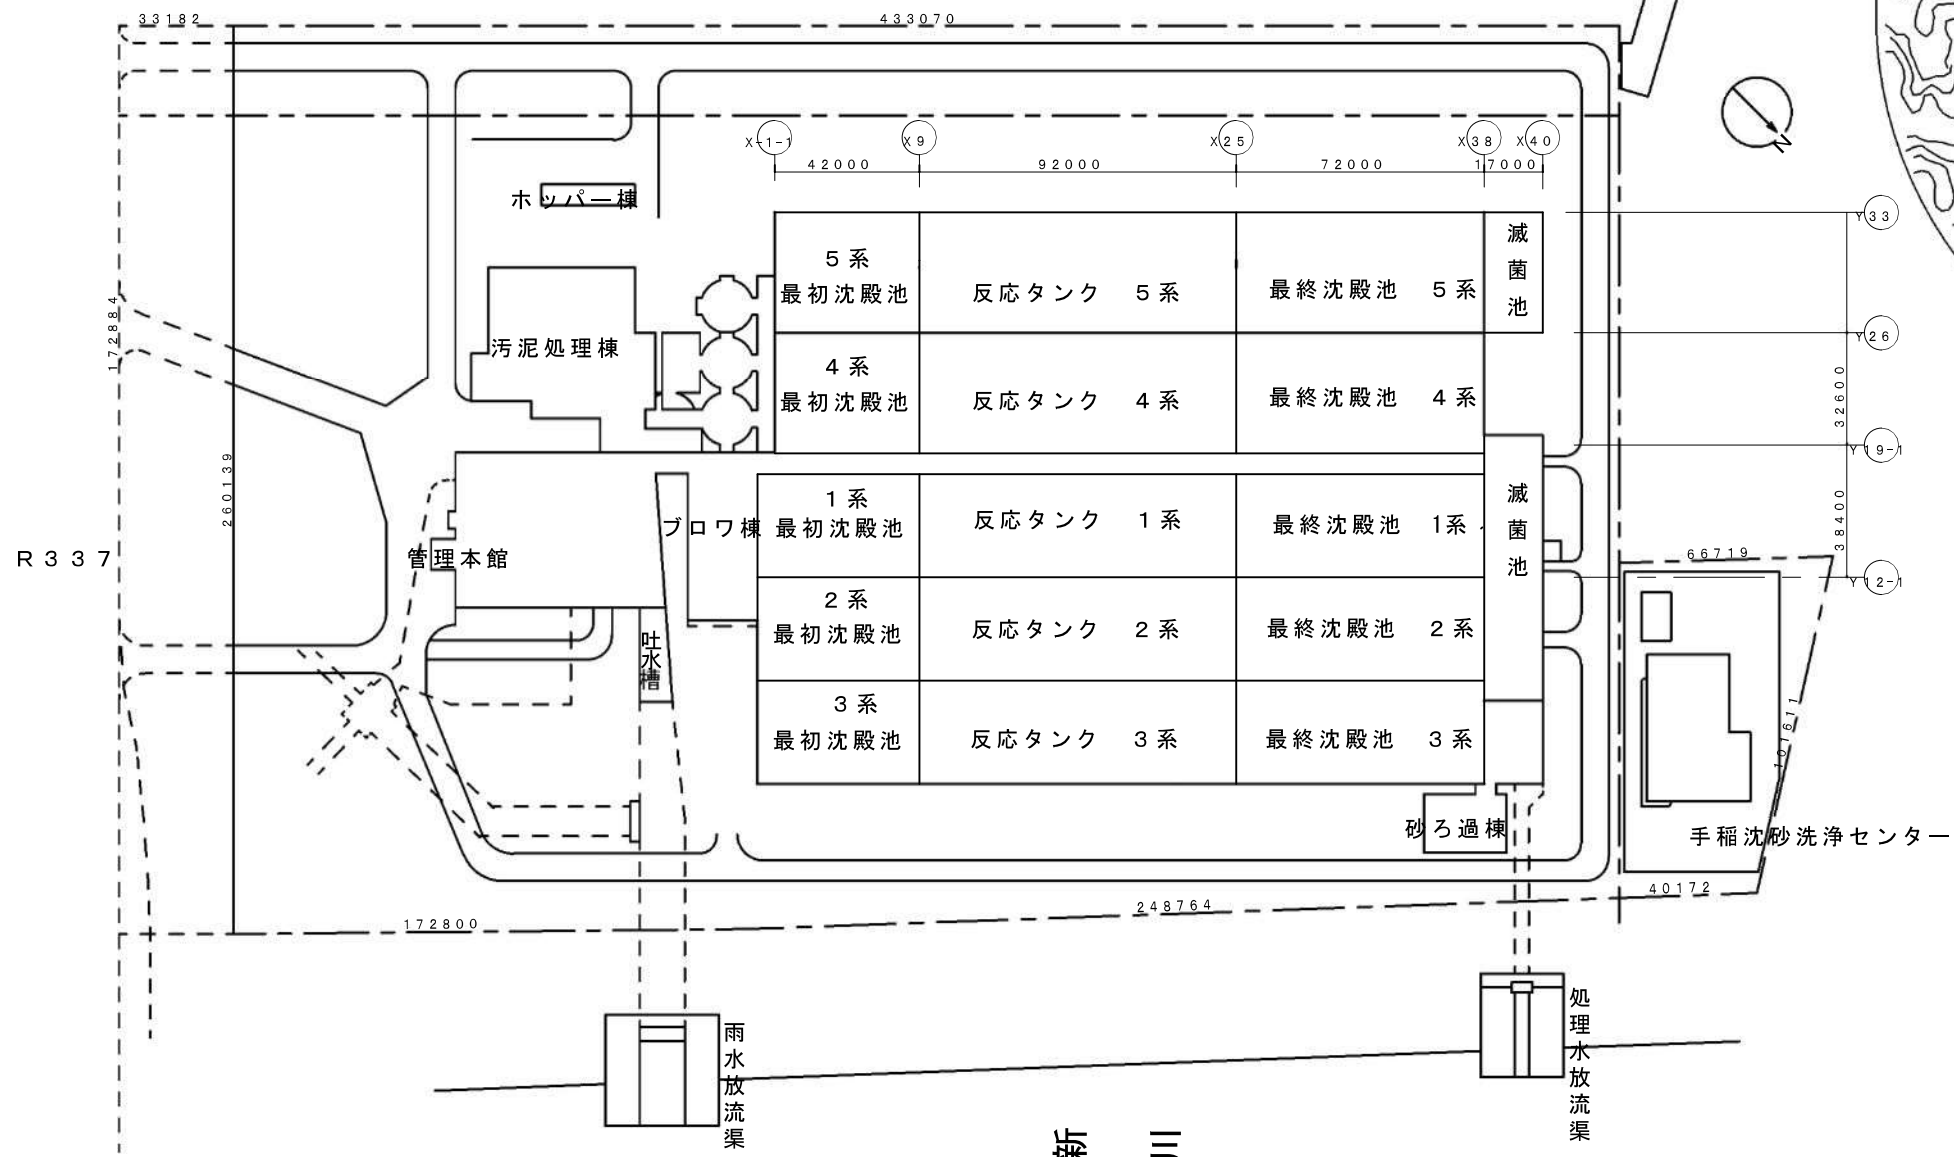 33182
433070
N
X-1-1
X9
X25
X38
X40
42000
92000
72000
17000
ホッパー棟
Y33
5系
最初沈殿池
反応タンク 5系
最終沈殿池 5系
滅菌池
172884
汚泥処理棟
Y26
4系
最初沈殿池
反応タンク 4系
最終沈殿池 4系
32600
Y19-1
260139
1系
最初沈殿池
反応タンク 1系
最終沈殿池 1系
滅菌池
ブロワ棟
38400
R337
管理本館
66719
Y12-1
2系
最初沈殿池
反応タンク 2系
最終沈殿池 2系
吐水槽
3系
最初沈殿池
反応タンク 3系
最終沈殿池 3系
101611
砂ろ過棟
手稲沈砂洗浄センター
40172
248764
172800
雨水放流渠
処理水放流渠
新川